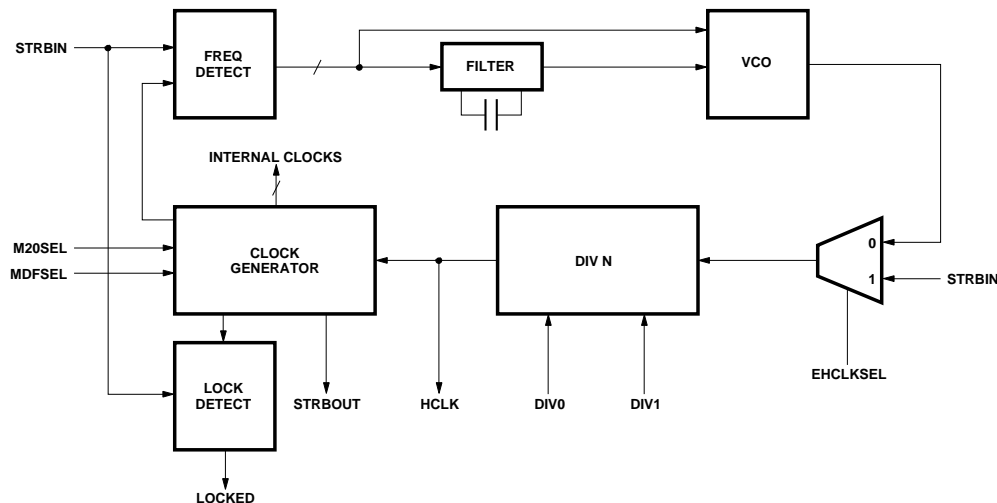 STRBIN
FREQ
DETECT
FILTER
VCO
INTERNAL CLOCKS
M20SEL
MDFSEL
CLOCK
GENERATOR
DIV N
0
1
STRBIN
EHCLKSEL
LOCK
DETECT
STRBOUT
HCLK
DIV0
DIV1
LOCKED